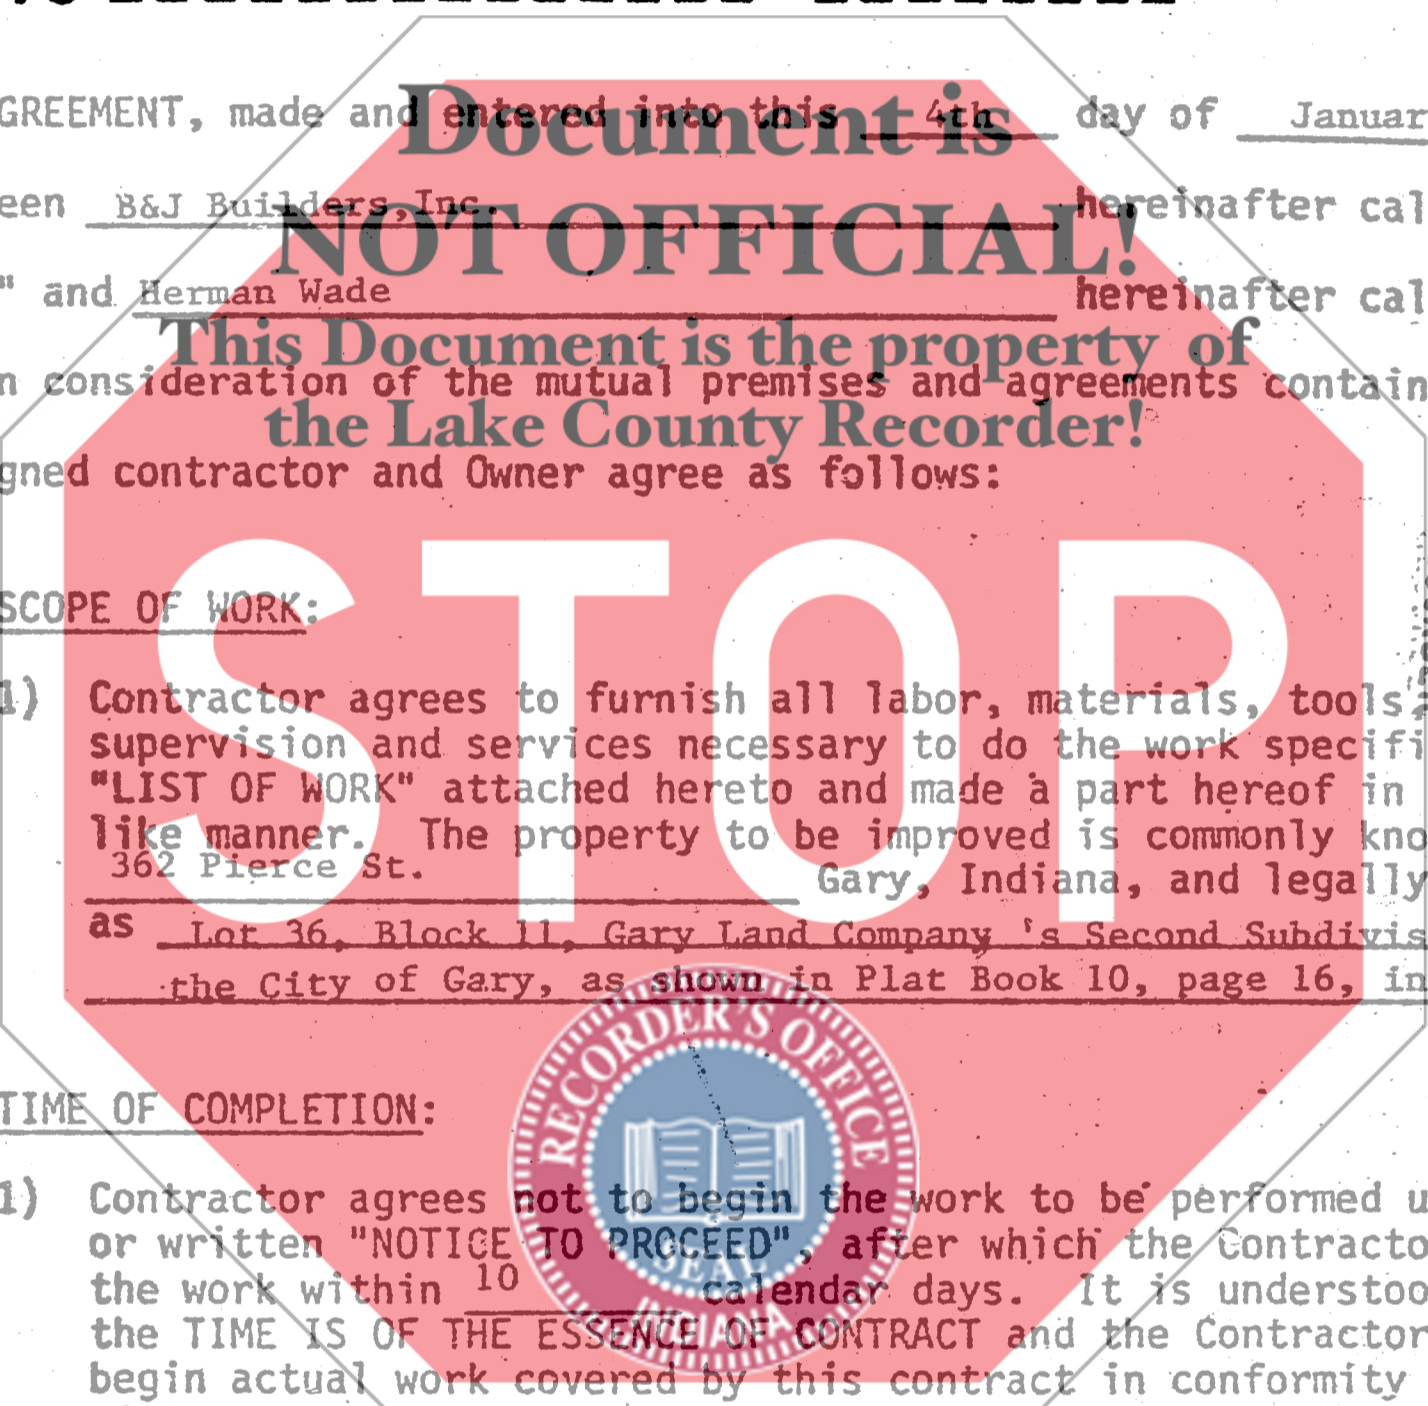 Document is
NOT OFFICIAL!
This Document is the property of
the Lake County Recorder!
STOP
GREEMENT, made and entered into this 4th day of Januar
een B&J Builders,Inc. hereinafter cal
" and Herman Wade hereinafter cal
n consideration of the mutual premises and agreements contain
gned contractor and Owner agree as follows:
SCOPE OF WORK:
1) Contractor agrees to furnish all labor, materials, tools,
supervision and services necessary to do the work specifi
"LIST OF WORK" attached hereto and made a part hereof in
like manner. The property to be improved is commonly kno
362 Pierce St. Gary, Indiana, and legally
as Lot 36, Block 11, Gary Land Company 's Second Subdivis
the City of Gary, as shown in Plat Book 10, page 16, in
TIME OF COMPLETION:
1) Contractor agrees not to begin the work to be performed u
or written "NOTICE TO PROCEED", after which the Contracto
the work within 10 calendar days. It is understoo
the TIME IS OF THE ESSENCE OF CONTRACT and the Contractor
begin actual work covered by this contract in conformity
RECORDER'S OFFICE
SEAL
INDIANA